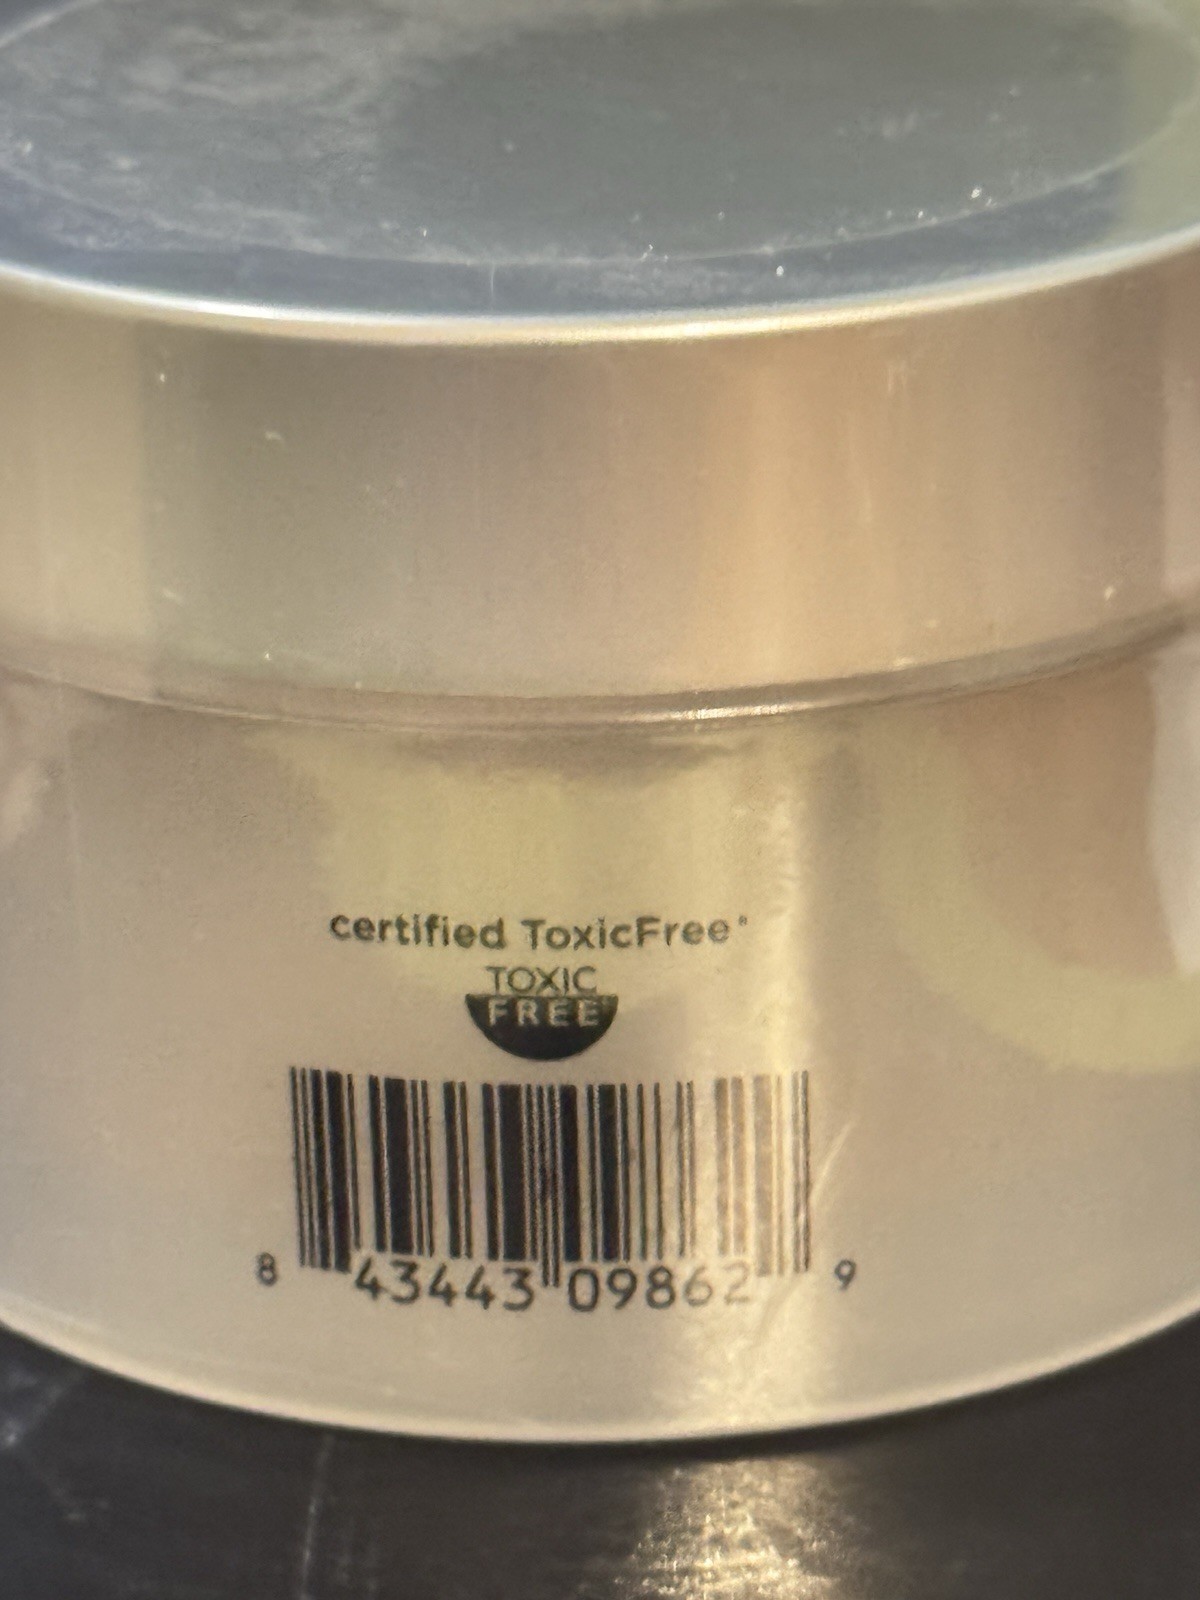 certified ToxicFree®
TOXIC
FREE®
8 43443 09862 9